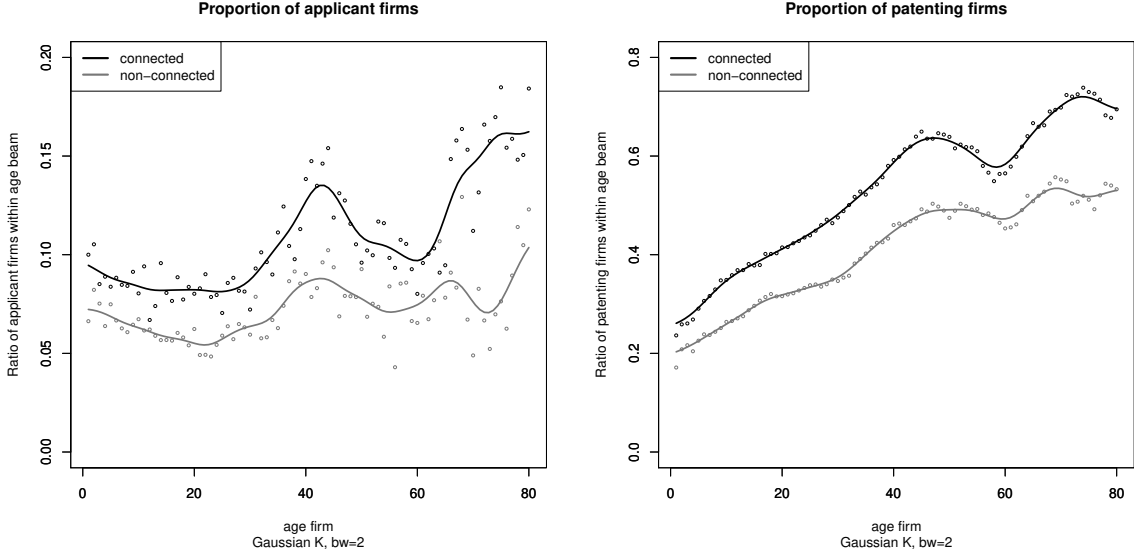 Proportion of applicant firms
connected
non−connected
Ratio of applicant firms within age beam
0.20
0.15
0.10
0.05
0.00
0
20
40
60
80
age firm
Gaussian K, bw=2
Proportion of patenting firms
connected
non−connected
Ratio of patenting firms within age beam
0.8
0.6
0.4
0.2
0.0
0
20
40
60
80
age firm
Gaussian K, bw=2